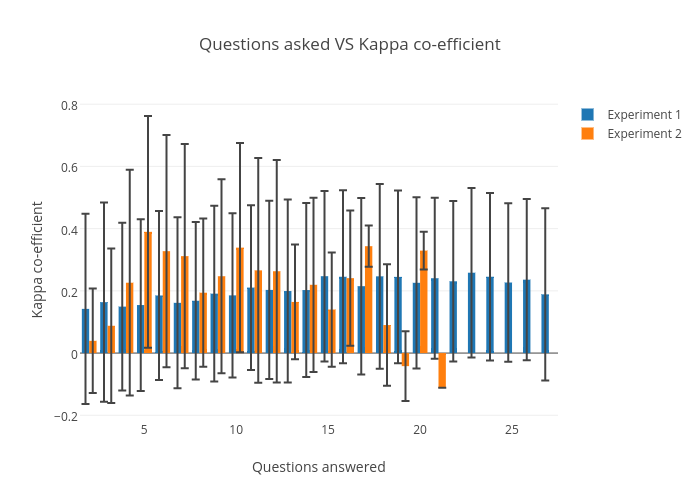 Questions asked VS Kappa co-efficient
Experiment 1
Experiment 2
Kappa co-efficient
0.8
0.6
0.4
0.2
0
−0.2
5
10
15
20
25
Questions answered